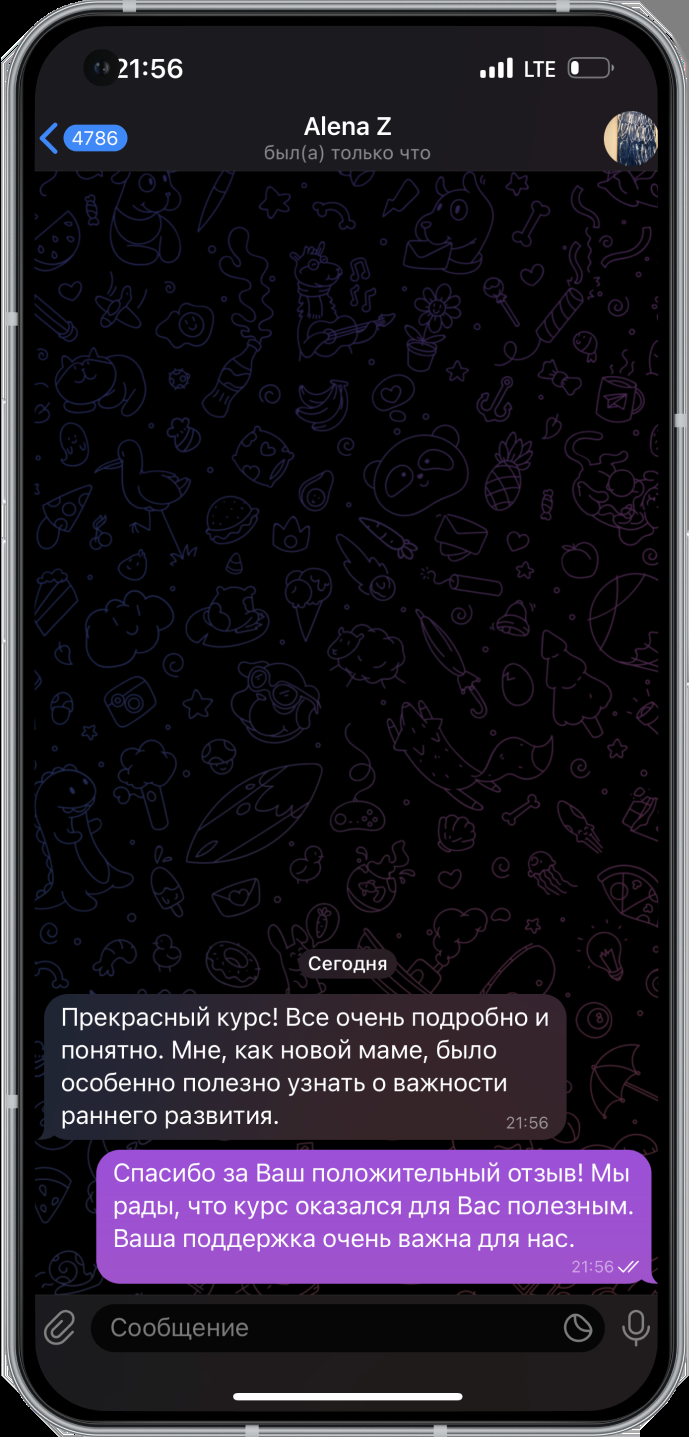 21:56
LTE
4786
Alena Z
был(а) только что
Сегодня
Прекрасный курс! Все очень подробно и
понятно. Мне, как новой маме, было
особенно полезно узнать о важности
раннего развития.
21:56
Спасибо за Ваш положительный отзыв! Мы
рады, что курс оказался для Вас полезным.
Ваша поддержка очень важна для нас.
21:56
Сообщение